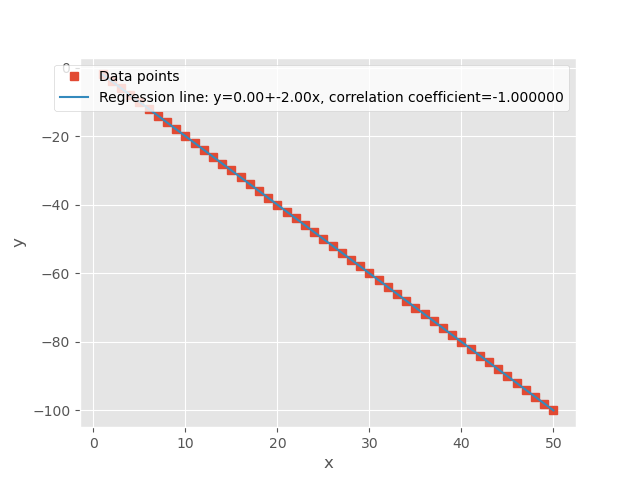 Data points
Regression line: y=0.00+-2.00x, correlation coefficient=-1.000000
0
−20
−40
−60
−80
−100
y
0 10 20 30 40 50
x